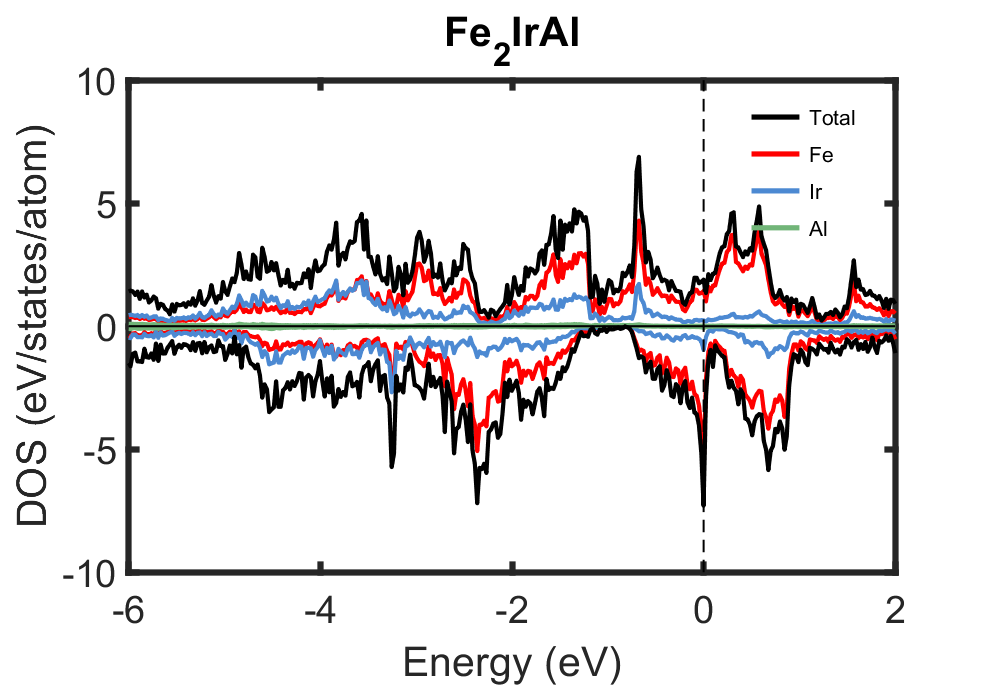 Fe2IrAl
10
5
0
-5
-10
DOS (eV/states/atom)
Total
Fe
Ir
Al
-6 -4 -2 0 2
Energy (eV)